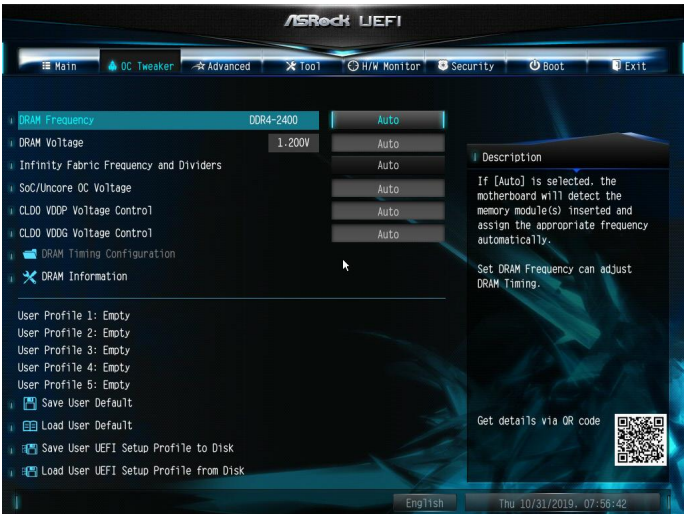 ASRock UEFI
Main OC Tweaker Advanced Tool H/W Monitor Security Boot Exit
DRAM Frequency DDR4-2400 Auto
DRAM Voltage 1.200V Auto
Infinity Fabric Frequency and Dividers Auto
SoC/Uncore OC Voltage Auto
CLDO VDDP Voltage Control Auto
CLDO VDDG Voltage Control Auto
DRAM Timing Configuration
DRAM Information
User Profile 1: Empty
User Profile 2: Empty
User Profile 3: Empty
User Profile 4: Empty
User Profile 5: Empty
Save User Default
Load User Default
Save User UEFI Setup Profile to Disk
Load User UEFI Setup Profile from Disk
Description
If [Auto] is selected. the
motherboard will detect the
memory module(s) inserted and
assign the appropriate frequency
automatically.
Set DRAM Frequency can adjust
DRAM Timing.
Get details via QR code
English Thu 10/31/2019. 07:56:42